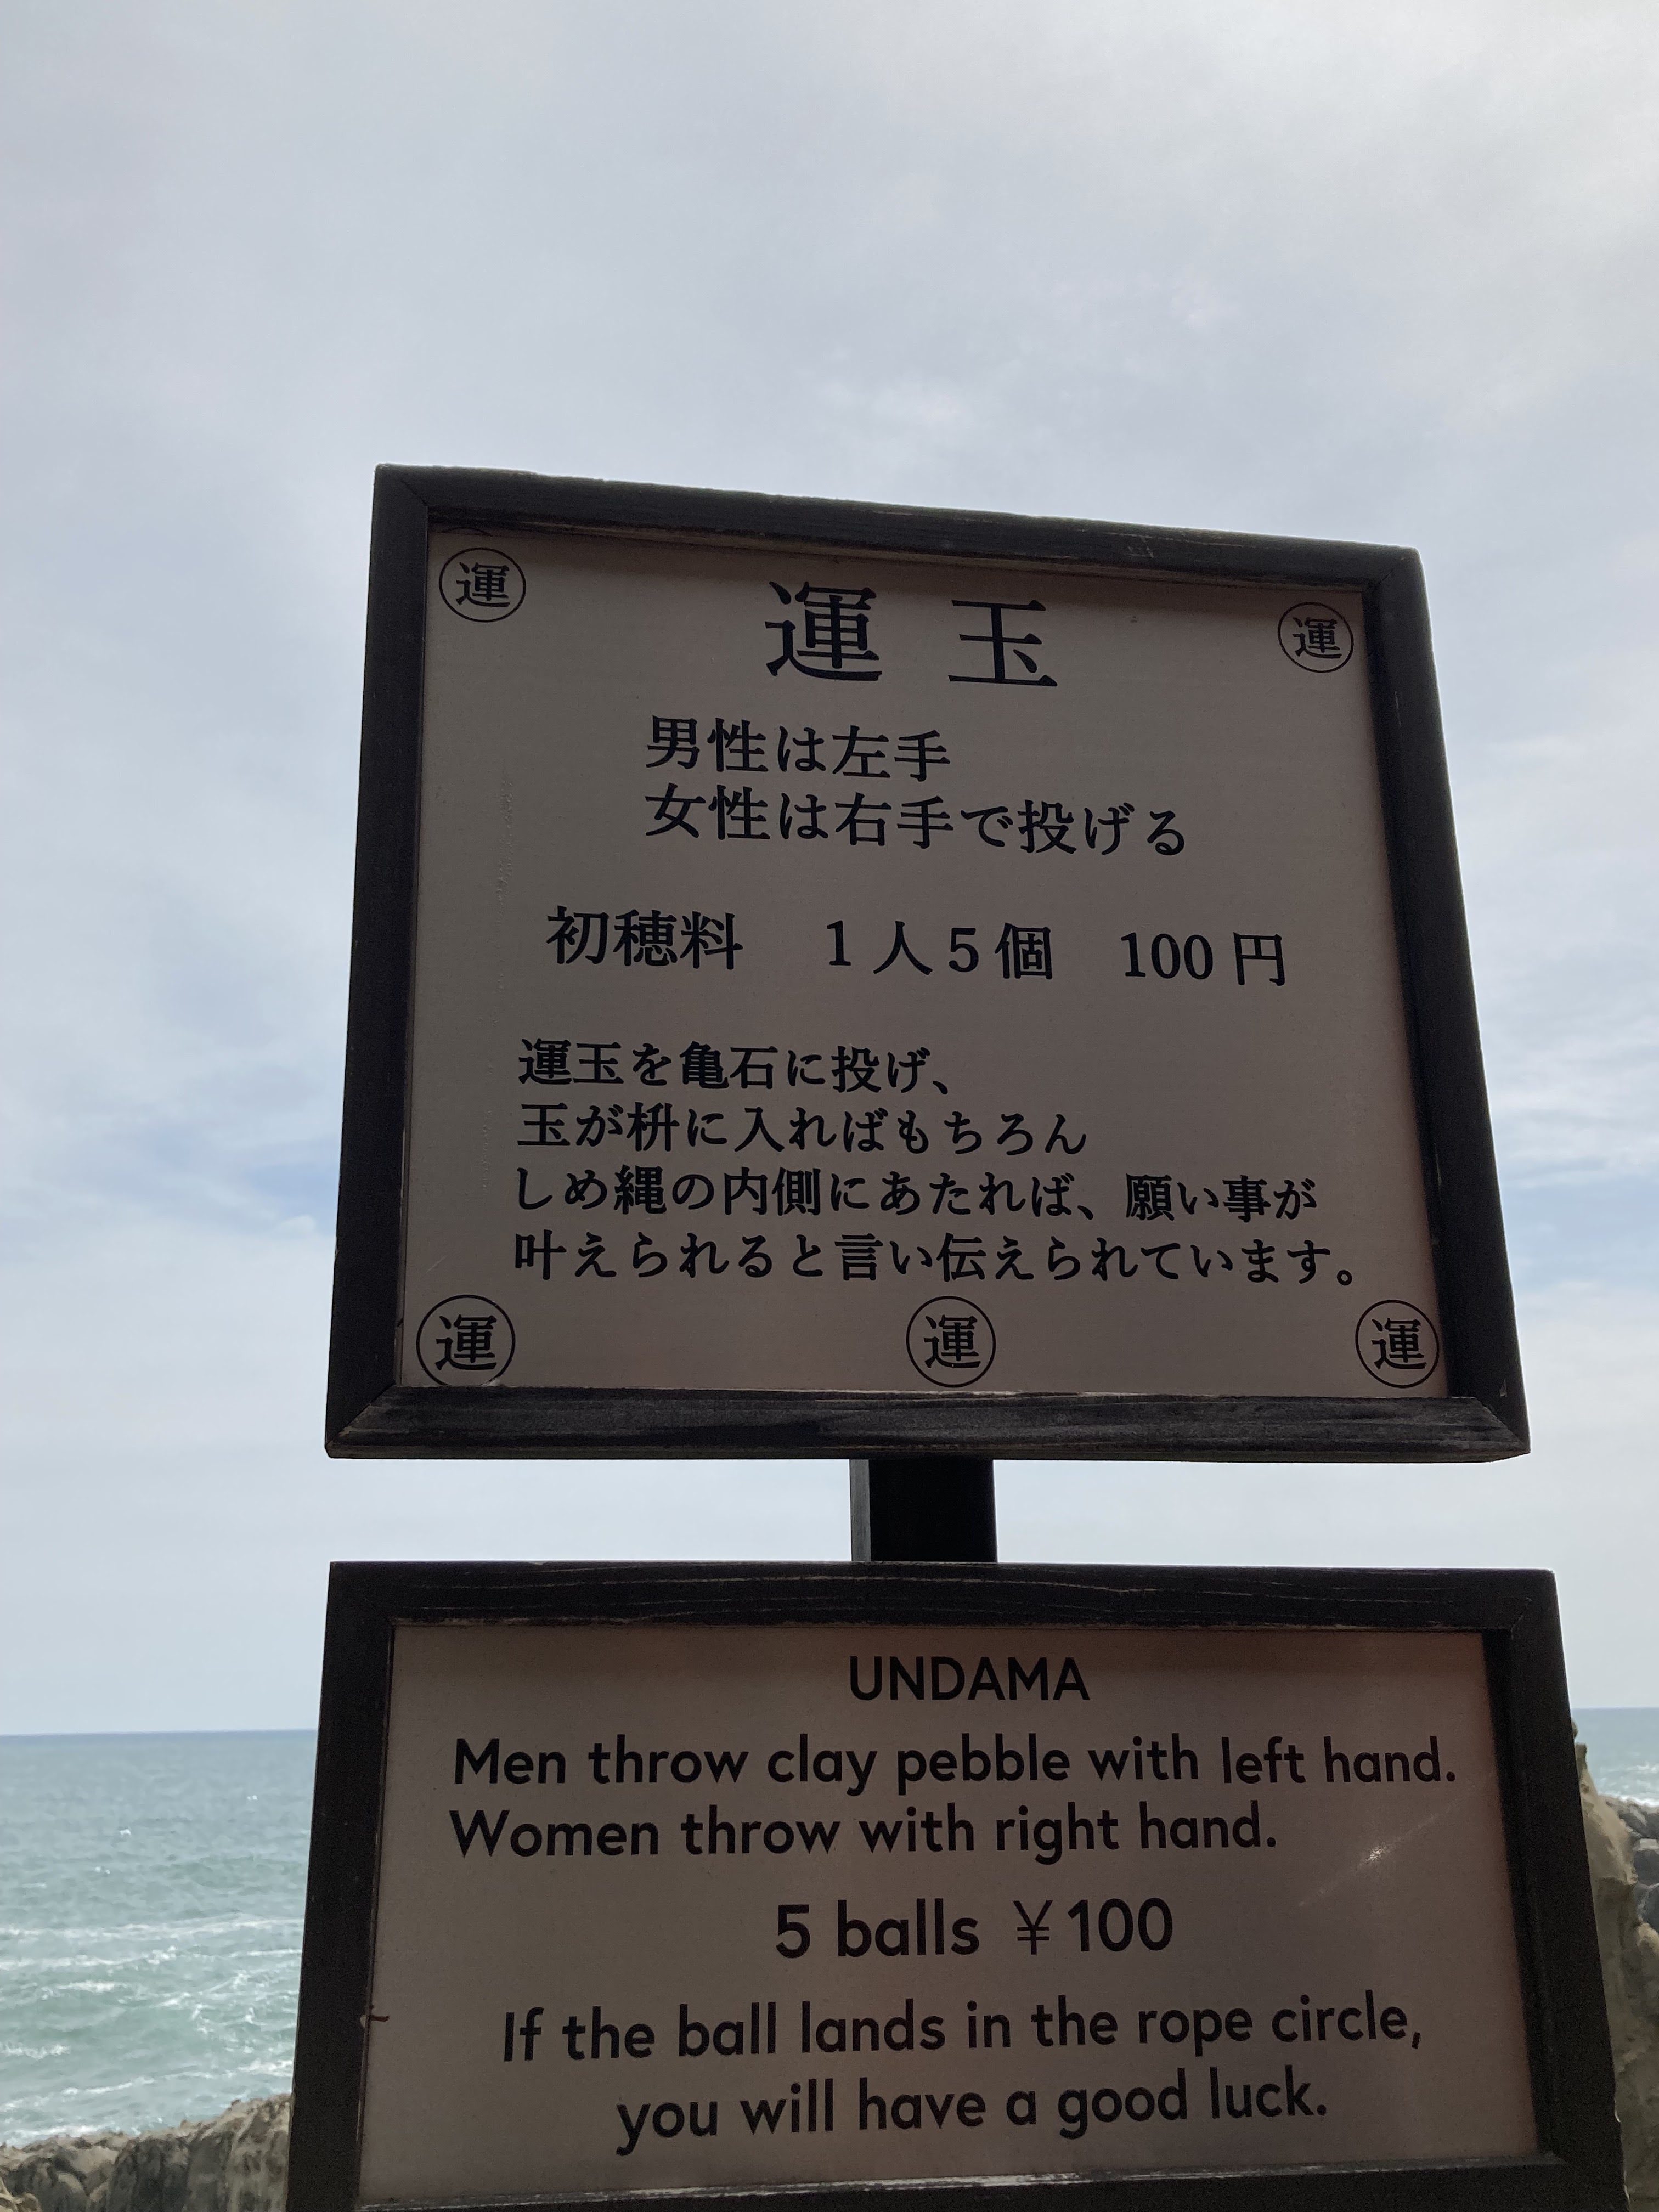 運 運
運 玉
男性は左手
女性は右手で投げる
初穂料 1人5個 100円
運玉を亀石に投げ、
玉が枡に入ればもちろん
しめ縄の内側にあたれば、願い事が
叶えられると言い伝えられています。
運 運 運
UNDAMA
Men throw clay pebble with left hand.
Women throw with right hand.
5 balls ¥100
If the ball lands in the rope circle,
you will have a good luck.